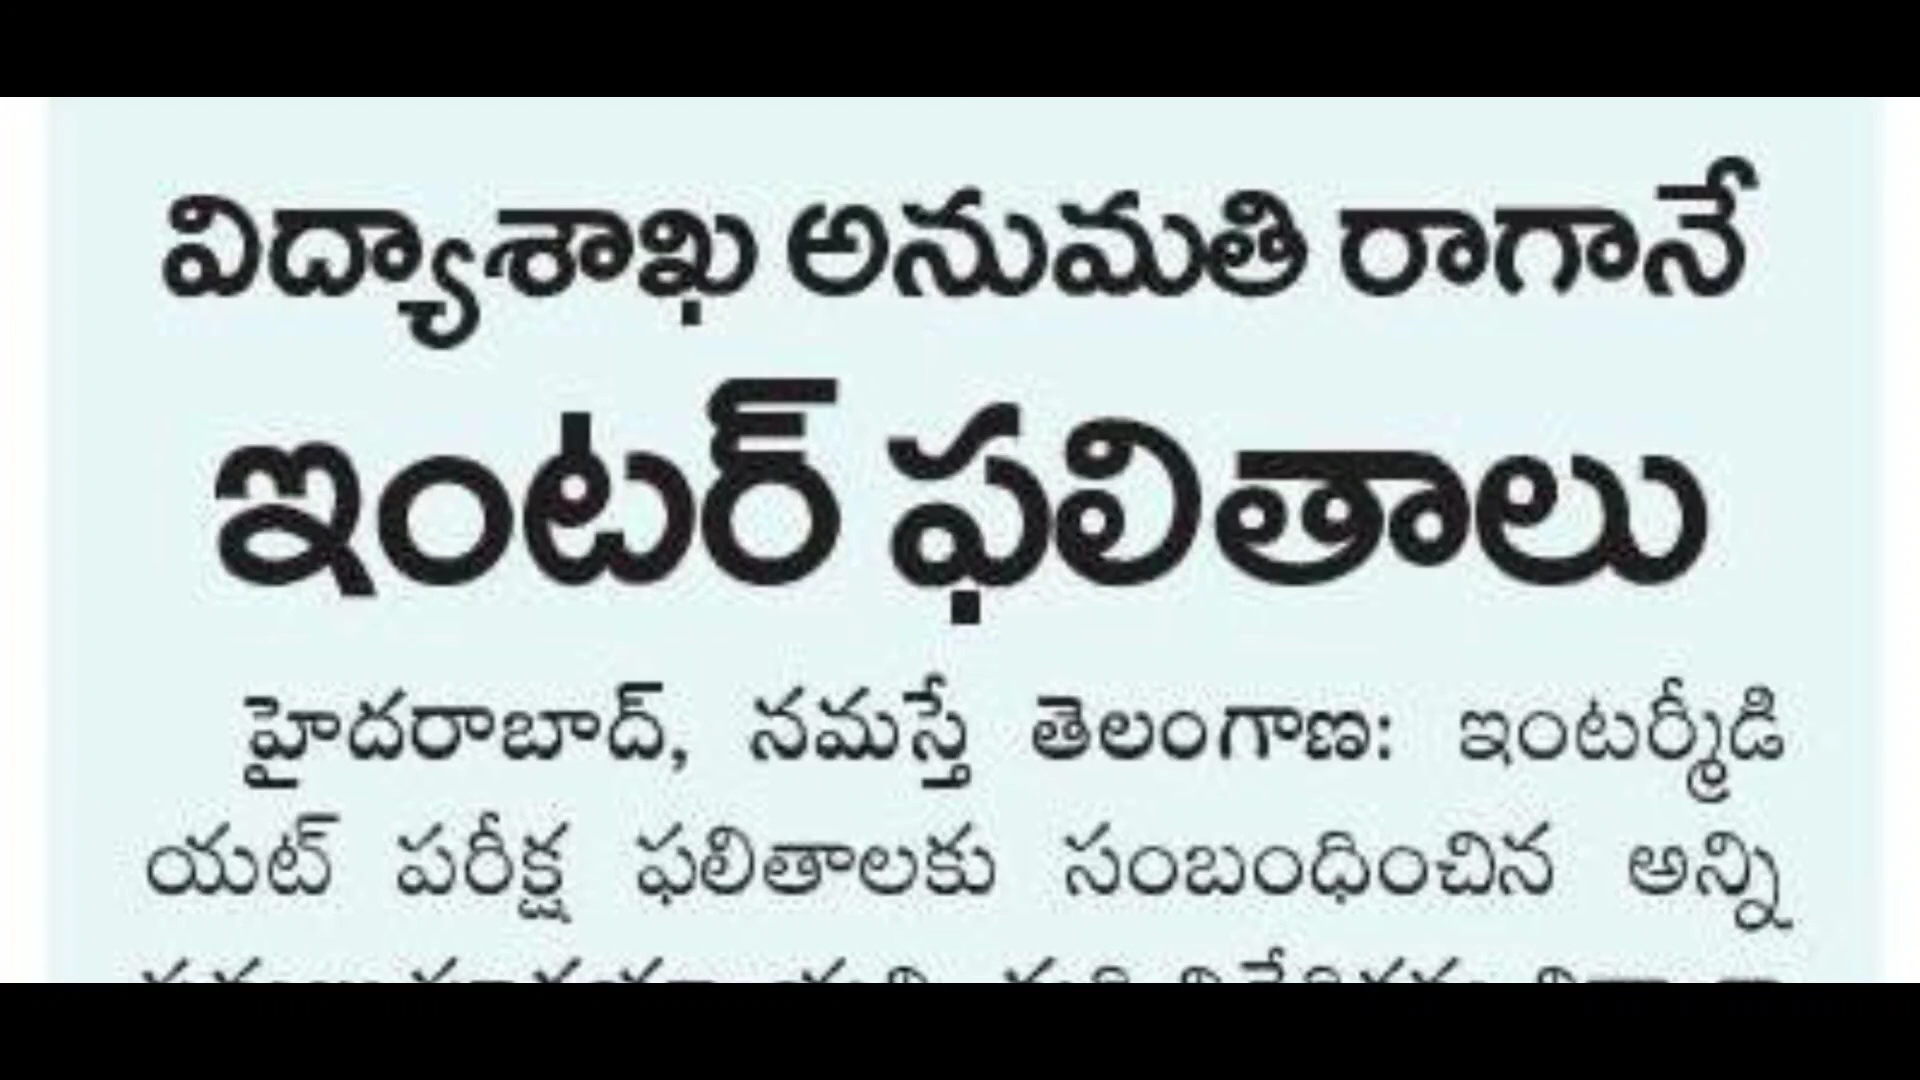 విద్యాశాఖ అనుమతి రాగానే
ఇంటర్ ఫలితాలు
హైదరాబాద్, నమస్తే తెలంగాణ: ఇంటర్మీడి
యట్ పరీక్ష ఫలితాలకు సంబంధించిన అన్ని